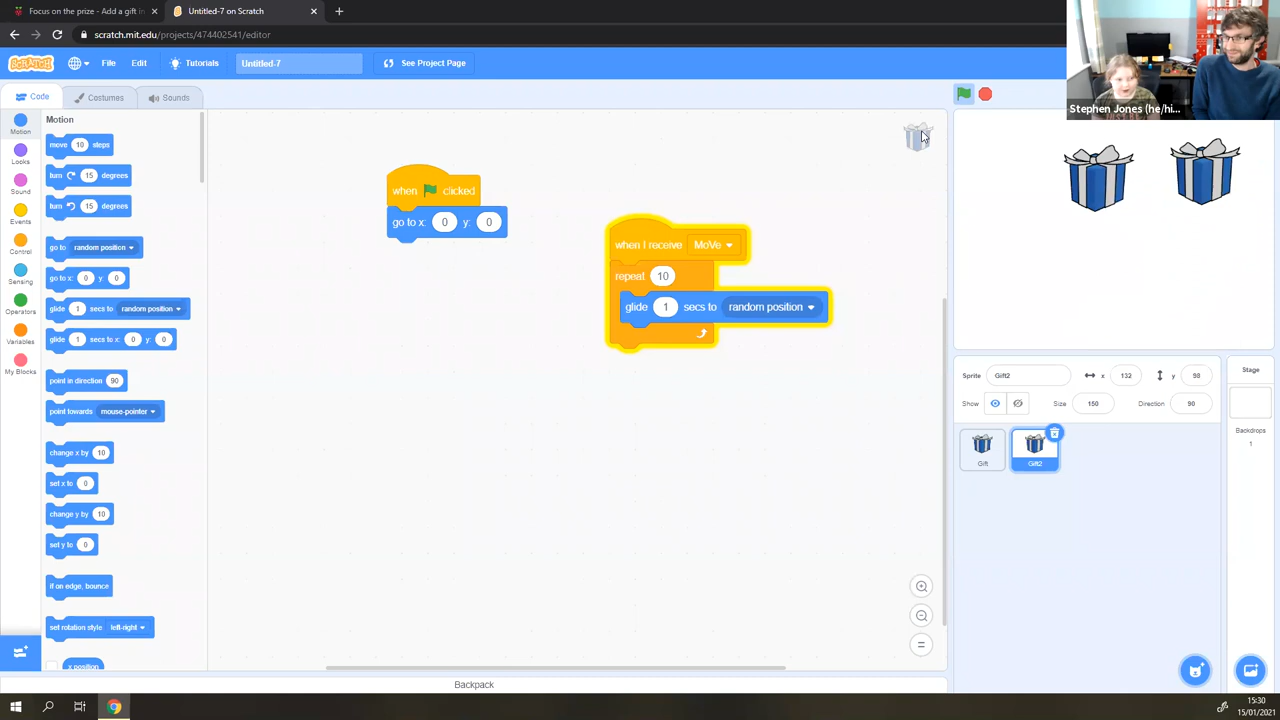 Focus on the prize - Add a gift in
Untitled-7 on Scratch
scratch.mit.edu/projects/474402541/editor
SCRATCH File Edit Tutorials Untitled-7 See Project Page
Stephen Jones (he/hi...
Code Costumes Sounds
Motion
Looks
Sound
Events
Control
Sensing
Operators
Variables
My Blocks
Motion
move 10 steps
turn 15 degrees
turn 15 degrees
go to random position
go to x: 0 y: 0
glide 1 secs to random position
glide 1 secs to x: 0 y: 0
point in direction 90
point towards mouse-pointer
change x by 10
set x to 0
change y by 10
set y to 0
if on edge, bounce
set rotation style left-right
x position
when clicked
go to x: 0 y: 0
when I receive MoVe
repeat 10
glide 1 secs to random position
Sprite Gift2 x 132 y 98
Show Size 150 Direction 90
Gift
Gift2
Stage
Backdrops
1
Backpack
15:30
15/01/2021